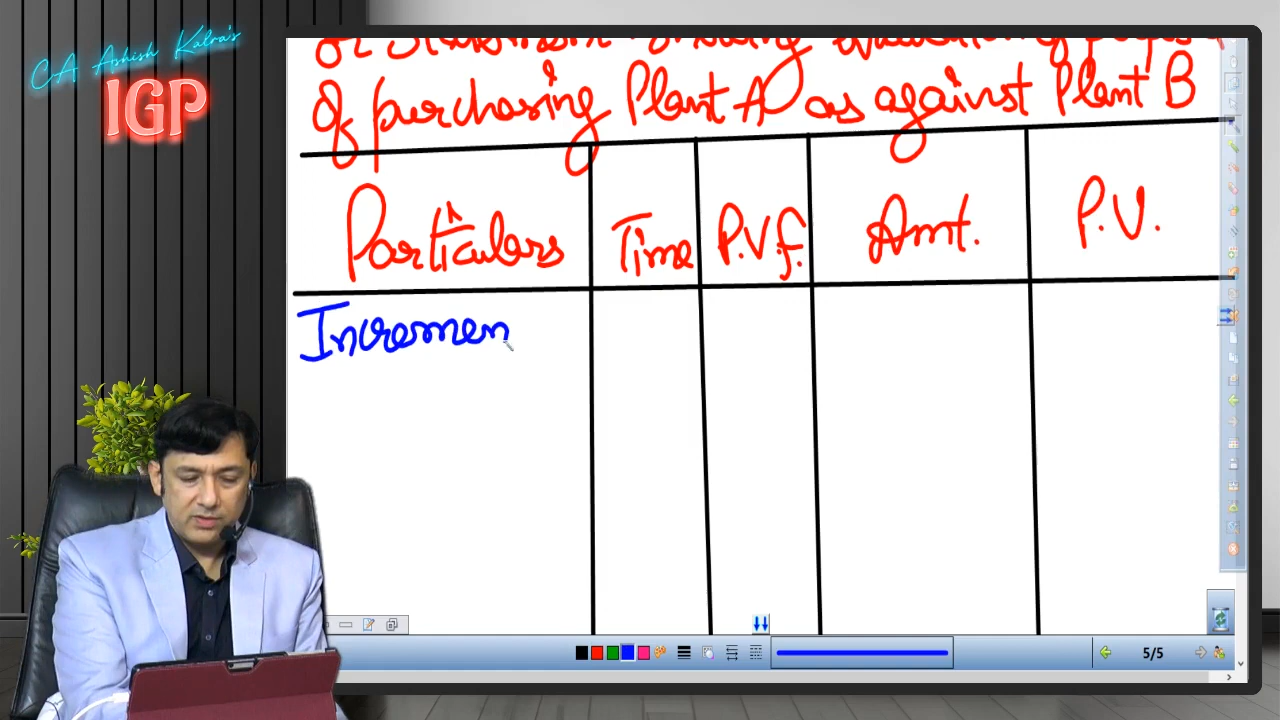 CA Ashish Kalra's
IGP
of purchasing Plant A as against Plant B
Particulars Time P.V.f. Amt. P.V.
Incremen
5/5